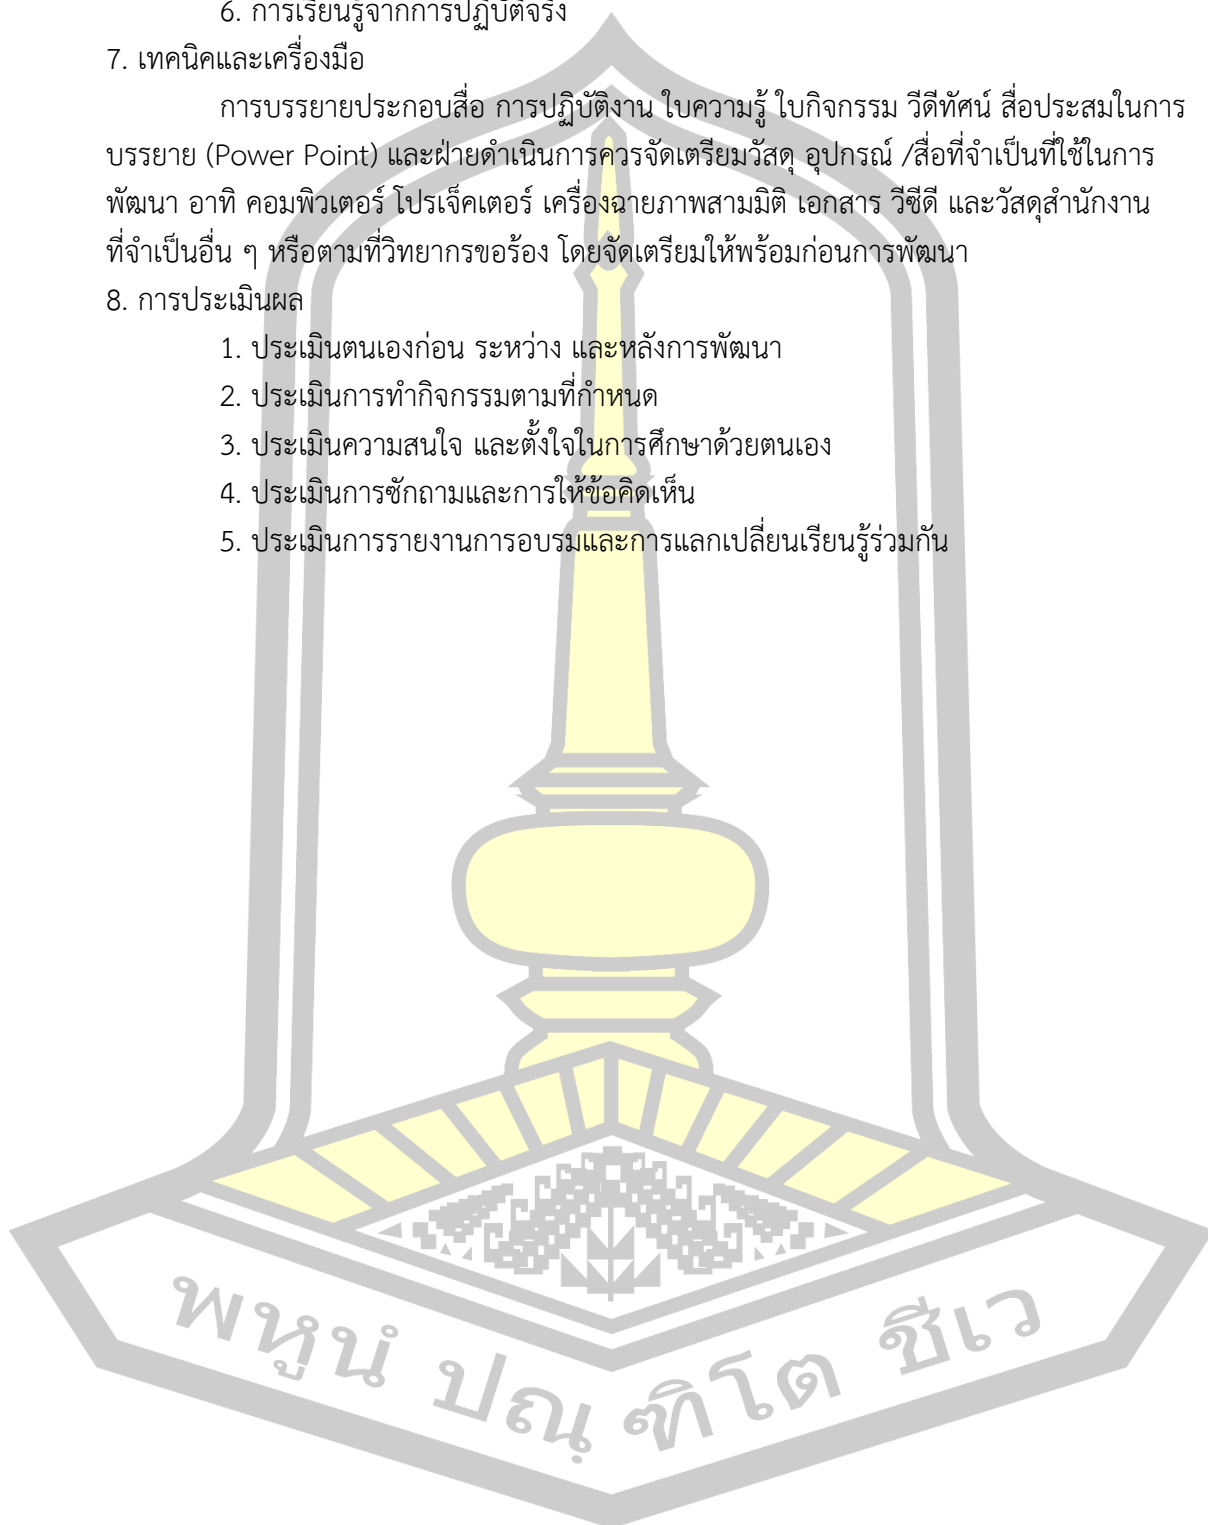 6. การเรียนรู้จากการปฏิบัติจริง
7. เทคนิคและเครื่องมือ
การบรรยายประกอบสื่อ การปฏิบัติงาน ใบความรู้ ใบกิจกรรม วีดีทัศน์ สื่อประสมในการ
บรรยาย (Power Point) และฝ่ายดำเนินการควรจัดเตรียมวัสดุ อุปกรณ์ /สื่อที่จำเป็นที่ใช้ในการ
พัฒนา อาทิ คอมพิวเตอร์ โปรเจ็คเตอร์ เครื่องฉายภาพสามมิติ เอกสาร วีซีดี และวัสดุสำนักงาน
ที่จำเป็นอื่น ๆ หรือตามที่วิทยากรขอร้อง โดยจัดเตรียมให้พร้อมก่อนการพัฒนา
8. การประเมินผล
1. ประเมินตนเองก่อน ระหว่าง และหลังการพัฒนา
2. ประเมินการทำกิจกรรมตามที่กำหนด
3. ประเมินความสนใจ และตั้งใจในการศึกษาด้วยตนเอง
4. ประเมินการซักถามและการให้ข้อคิดเห็น
5. ประเมินการรายงานการอบรมและการแลกเปลี่ยนเรียนรู้ร่วมกัน
พหูนํ ปณฺฑิโต ชีเว